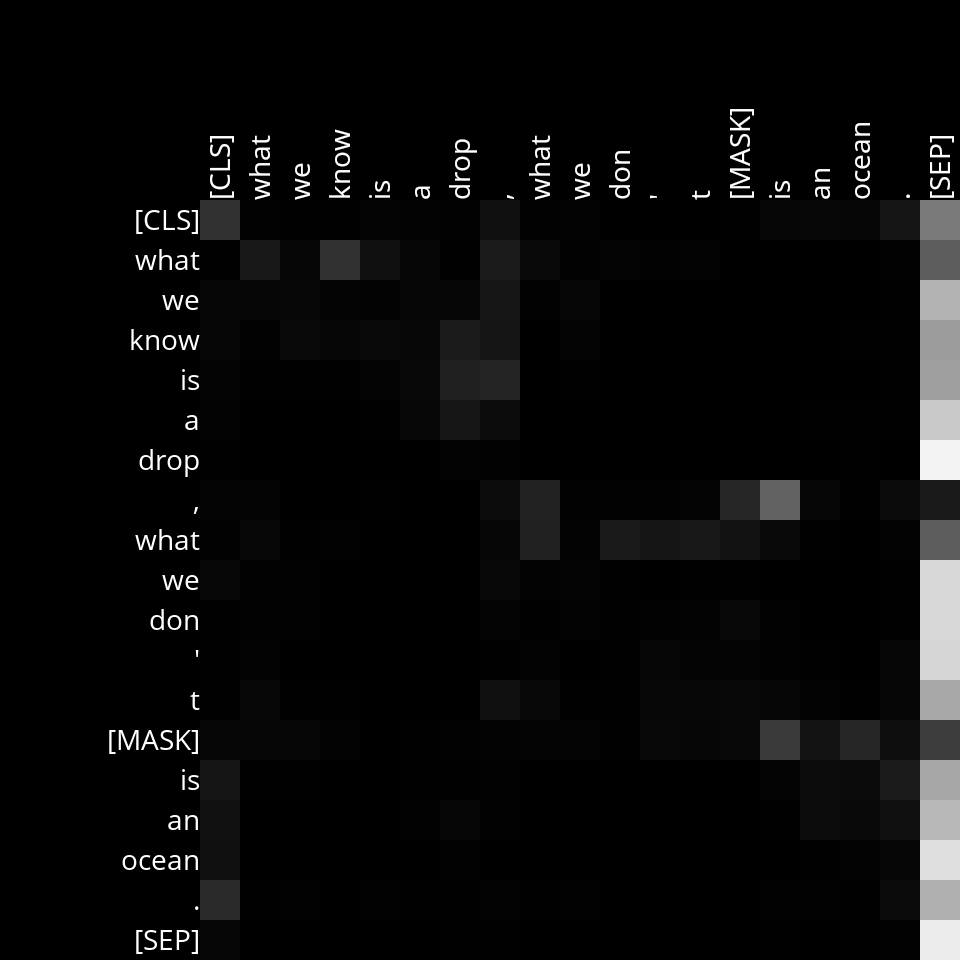 [CLS] what we know is a drop , what we don ' t [MASK] is an ocean . [SEP]
[CLS]
what
we
know
is
a
drop
,
what
we
don
'
t
[MASK]
is
an
ocean
.
[SEP]